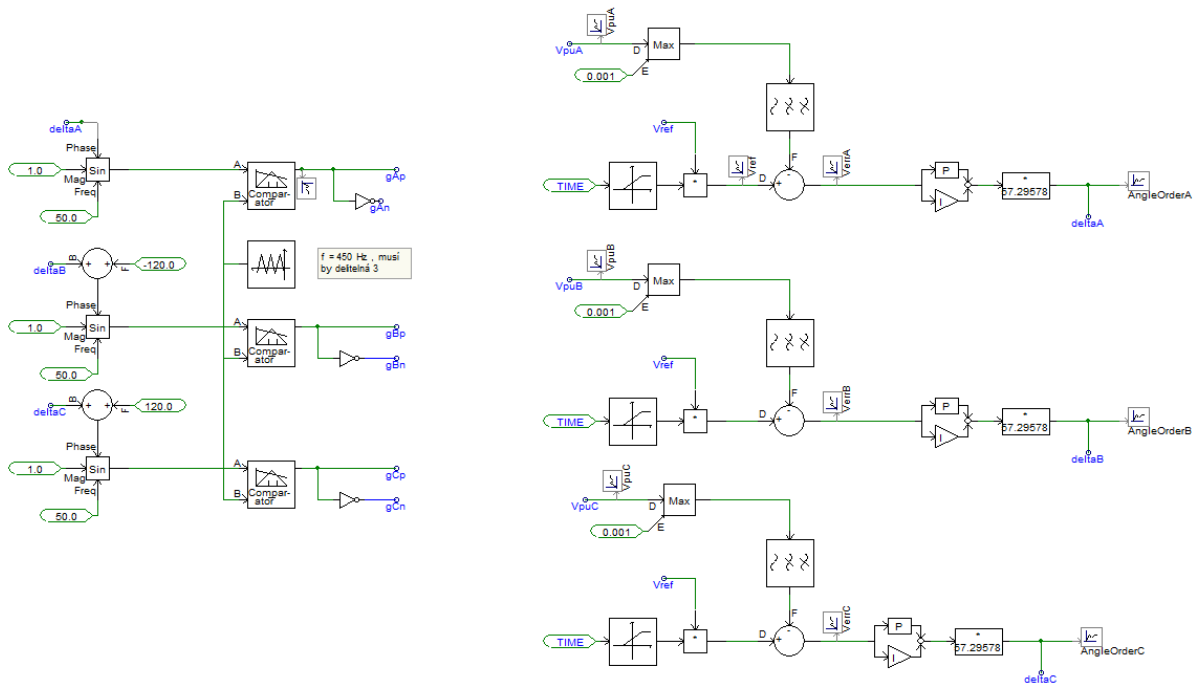 deltaA
Phase
1.0
Mag
Sin
Freq
50.0
A
B
Compar-
ator
gAp
gAn
deltaB
B
+
+
F
-120.0
f = 450 Hz , musí
by deltelná 3
Phase
1.0
Mag
Sin
Freq
50.0
A
B
Compar-
ator
gBp
gBn
deltaC
B
+
+
F
120.0
Phase
1.0
Mag
Sin
Freq
50.0
A
B
Compar-
ator
gCp
gCn
VpuA
VpuA
D
Max
0.001
E
Vref
F
TIME
*
Vref
D
+
-
VerrA
P
I
*
57.29578
deltaA
AngleOrderA
VpuB
VpuB
D
Max
0.001
E
Vref
F
TIME
*
D
+
-
VerrB
P
I
*
57.29578
deltaB
AngleOrderB
VpuC
VpuC
D
Max
0.001
E
Vref
F
TIME
*
D
+
-
VerrC
P
I
*
57.29578
deltaC
AngleOrderC